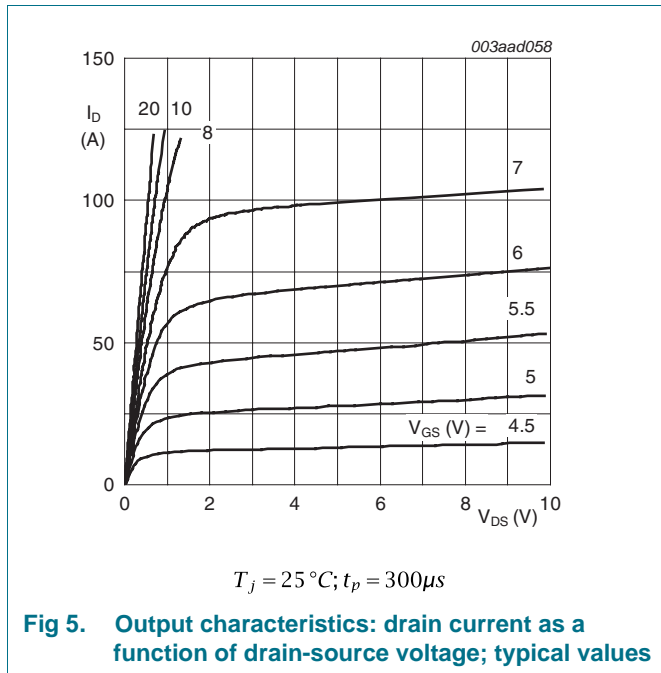 003aad058
150
I_D
(A)
20 10
8
7
100
6
5.5
50
5
V_GS (V) = 4.5
0
0 2 4 6 8 10
V_DS (V)
T_j = 25 °C; t_p = 300μs
Fig 5. Output characteristics: drain current as a
function of drain-source voltage; typical values